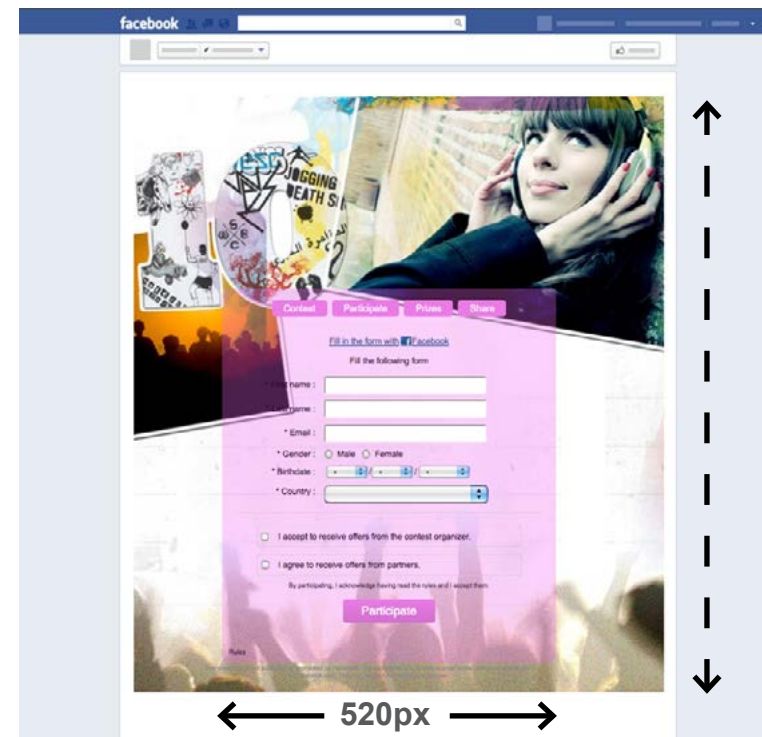 facebook
10
JOGGING
DEATH
Contest Participate Prizes Share
Fill in the form with Facebook
Fill the following form
name :
name :
* Email :
* Gender : Male Female
* Birthdate : / /
* Country :
I accept to receive offers from the contest organizer.
I agree to receive offers from partners.
By participating, I acknowledge having read the rules and I accept them
Participate
Rules
520px